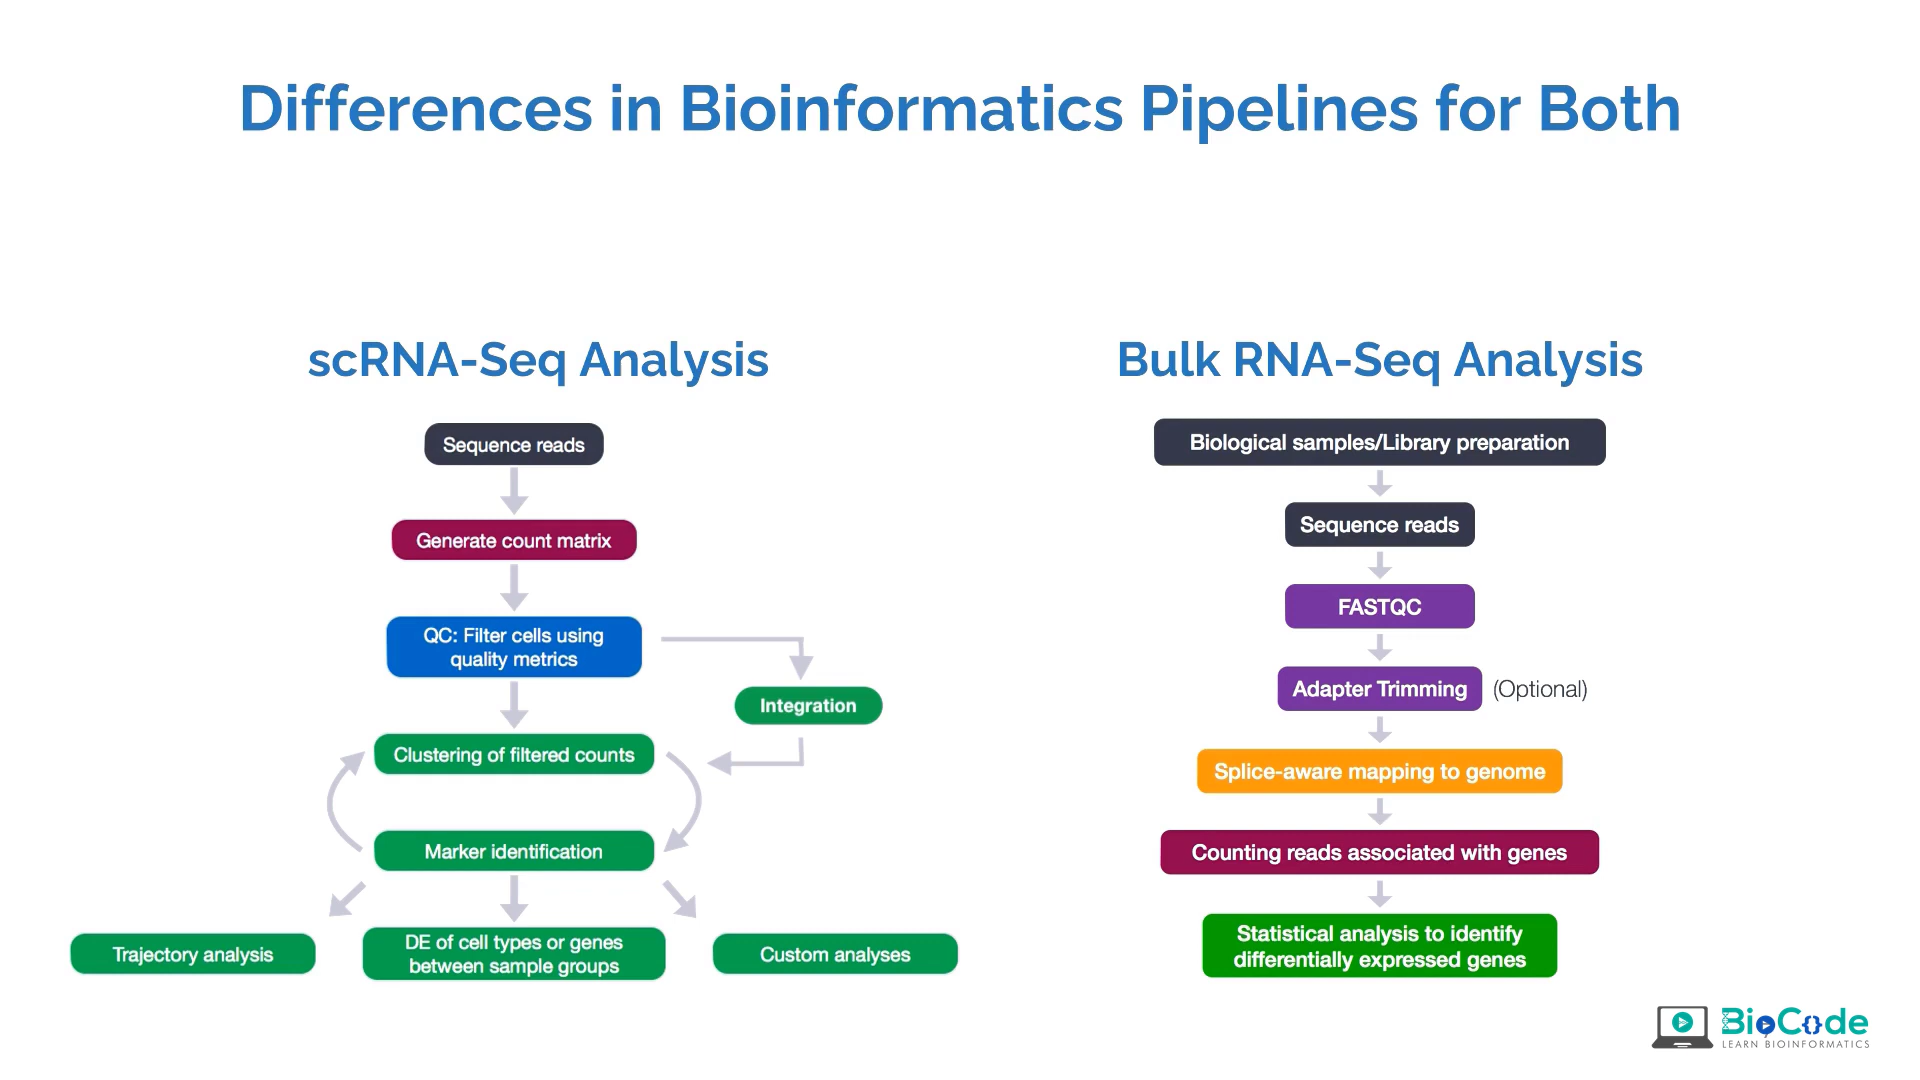 Differences in Bioinformatics Pipelines for Both
scRNA-Seq Analysis
Sequence reads
Generate count matrix
QC: Filter cells using
quality metrics
Integration
Clustering of filtered counts
Marker identification
Trajectory analysis
DE of cell types or genes
between sample groups
Custom analyses
Bulk RNA-Seq Analysis
Biological samples/Library preparation
Sequence reads
FASTQC
Adapter Trimming (Optional)
Splice-aware mapping to genome
Counting reads associated with genes
Statistical analysis to identify
differentially expressed genes
BioCode
LEARN BIOINFORMATICS